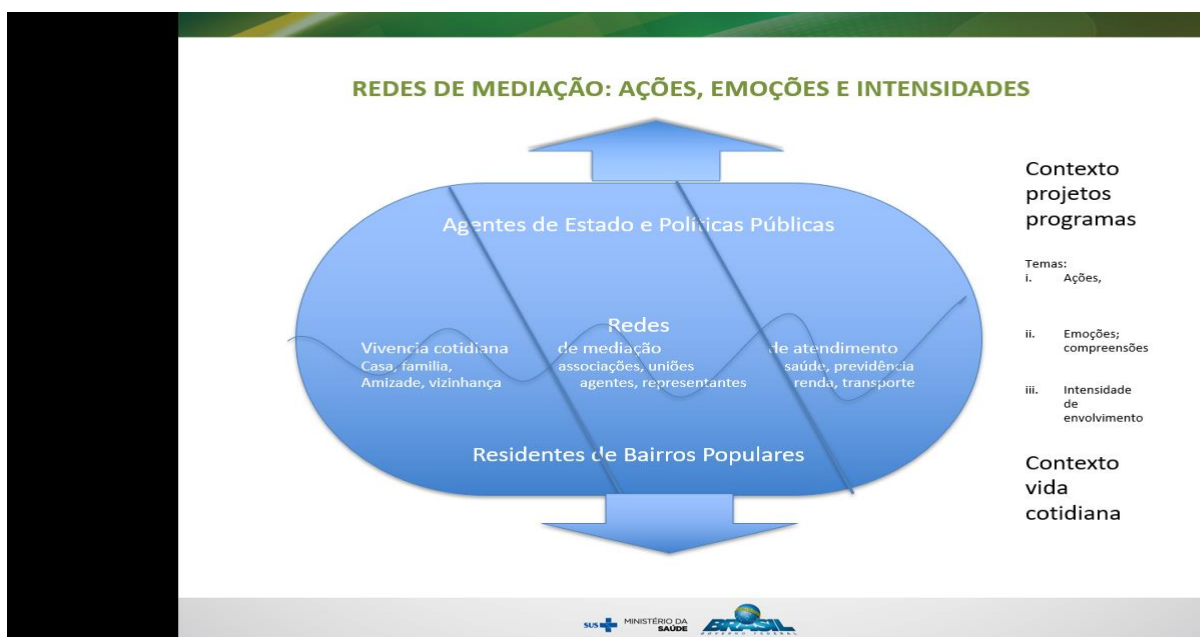 REDES DE MEDIAÇÃO: AÇÕES, EMOÇÕES E INTENSIDADES
Agentes de Estado e Políticas Públicas
Redes
Vivencia cotidiana
Casa, familia,
Amizade, vizinhança
de mediação
associações, uniões
agentes, representantes
de atendimento
saúde, previdência
renda, transporte
Residentes de Bairros Populares
Contexto
projetos
programas
Temas:
i. Ações,
ii. Emoções;
compreensões
iii. Intensidade
de
envolvimento
Contexto
vida
cotidiana
SUS
MINISTÉRIO DA
SAÚDE
BRASIL
GOVERNO FEDERAL